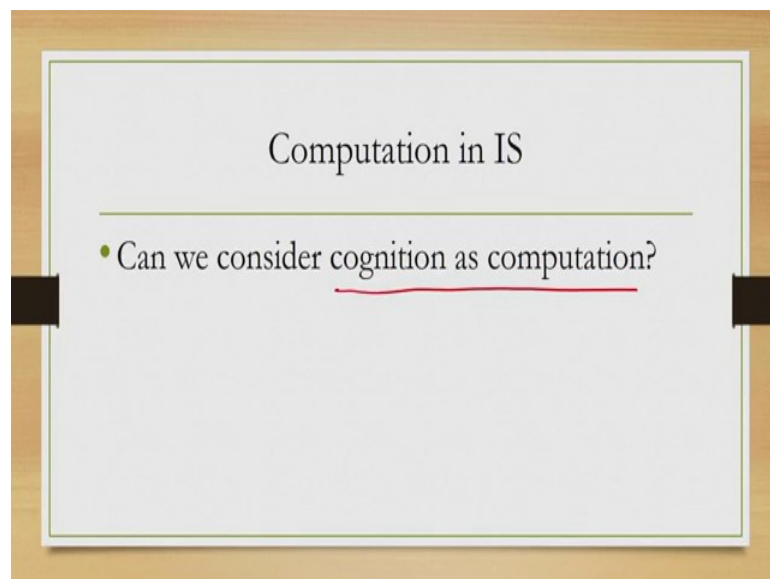 Computation in IS
• Can we consider cognition as computation?